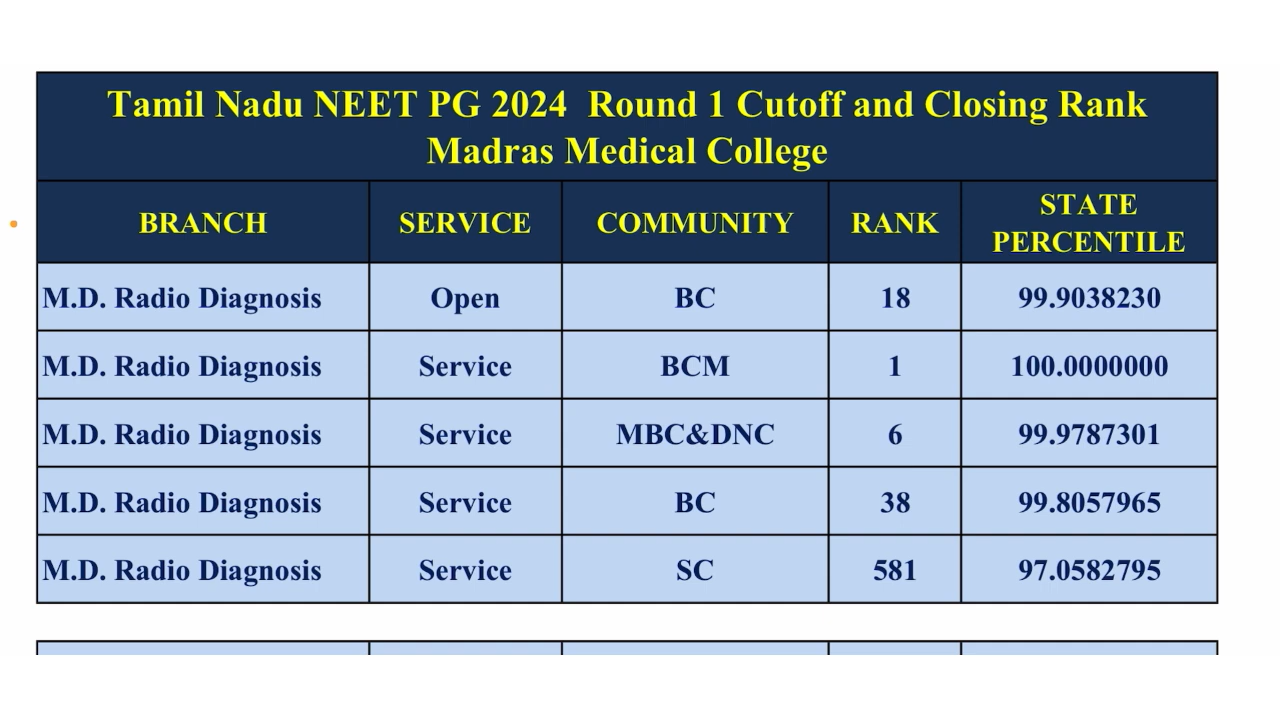 Tamil Nadu NEET PG 2024 Round 1 Cutoff and Closing Rank
Madras Medical College
BRANCH SERVICE COMMUNITY RANK STATE PERCENTILE
M.D. Radio Diagnosis Open BC 18 99.9038230
M.D. Radio Diagnosis Service BCM 1 100.0000000
M.D. Radio Diagnosis Service MBC&DNC 6 99.9787301
M.D. Radio Diagnosis Service BC 38 99.8057965
M.D. Radio Diagnosis Service SC 581 97.0582795